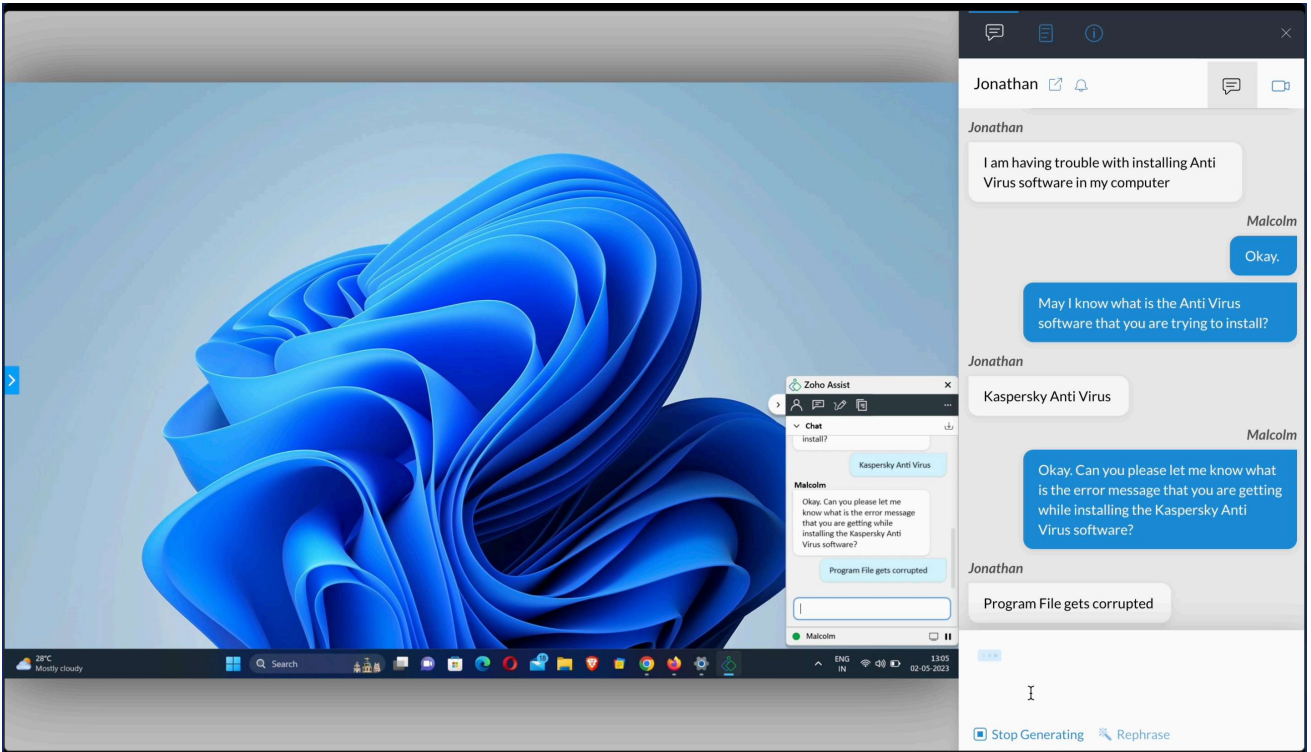 Jonathan
Jonathan
I am having trouble with installing Anti
Virus software in my computer
Malcolm
Okay.
May I know what is the Anti Virus
software that you are trying to install?
Jonathan
Kaspersky Anti Virus
Malcolm
Okay. Can you please let me know what
is the error message that you are getting
while installing the Kaspersky Anti
Virus software?
Jonathan
Program File gets corrupted
Stop Generating
Rephrase
Zoho Assist
Chat
install?
Kaspersky Anti Virus
Malcolm
Okay. Can you please let me
know what is the error message
that you are getting while
installing the Kaspersky Anti
Virus software?
Program File gets corrupted
Malcolm
28°C
Mostly cloudy
Search
ENG
IN
13:05
02-05-2023